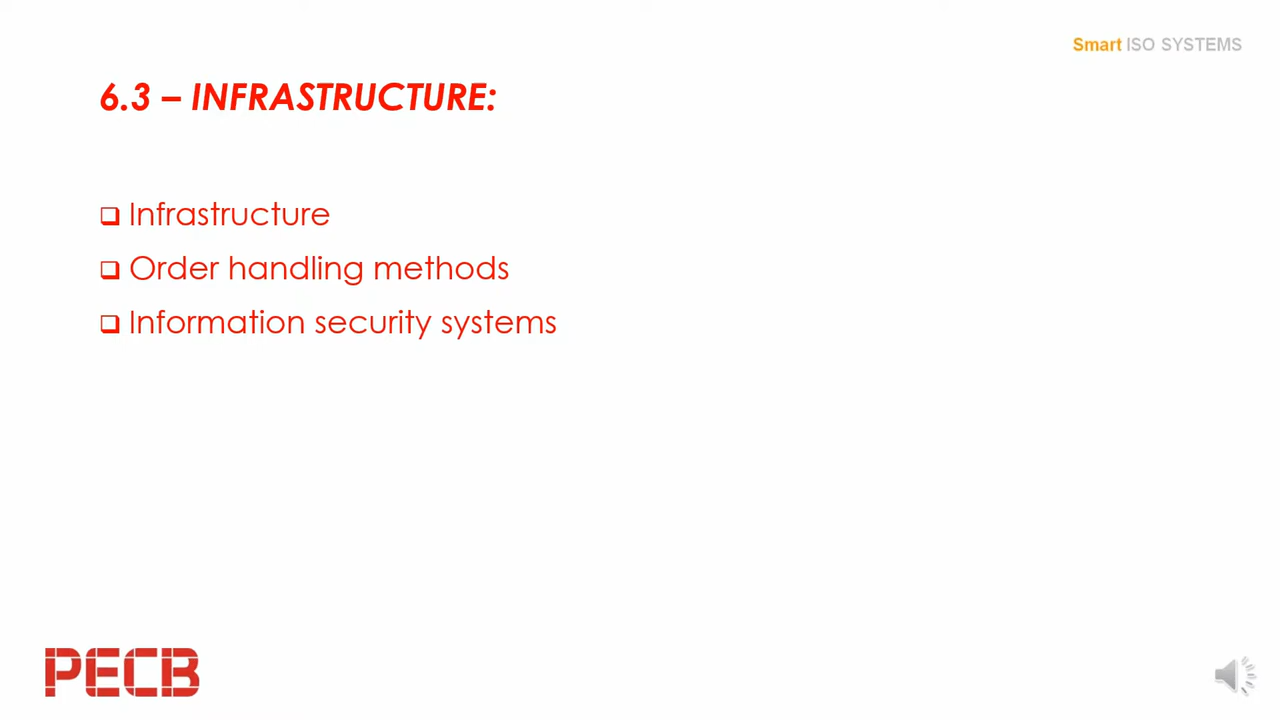 Smart ISO SYSTEMS
6.3 – INFRASTRUCTURE:
Infrastructure
Order handling methods
Information security systems
PECB